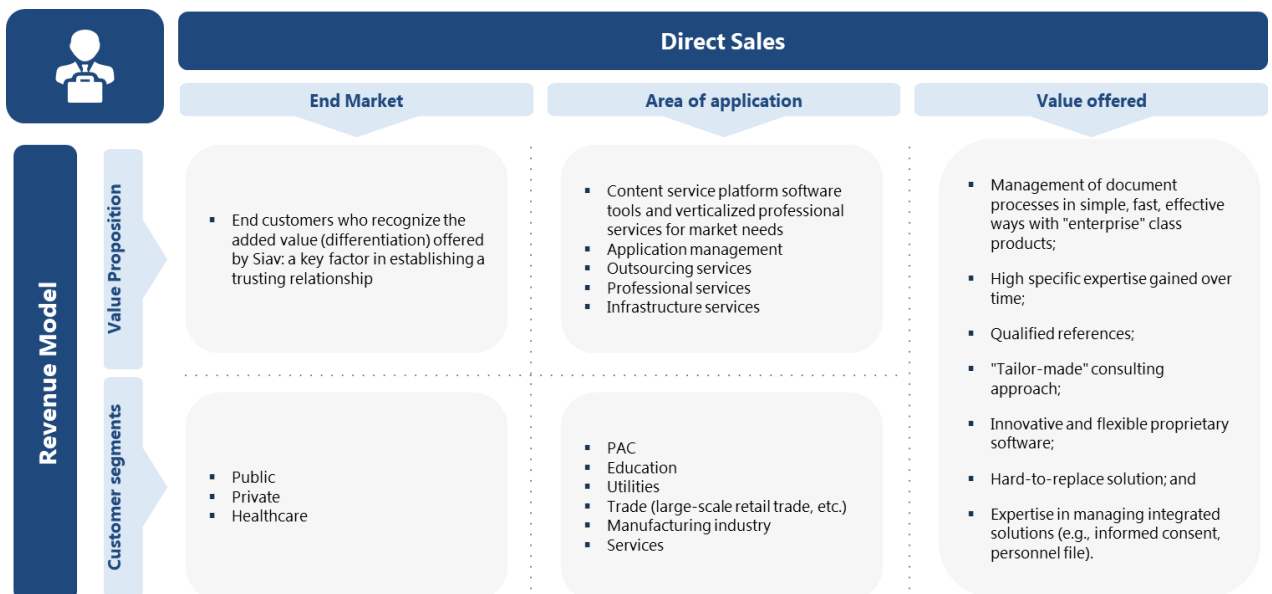 Direct Sales
End Market
Area of application
Value offered
Revenue Model
Value Proposition
▪ End customers who recognize the
added value (differentiation) offered
by Siav: a key factor in establishing a
trusting relationship
▪ Content service platform software
tools and verticalized professional
services for market needs
▪ Application management
▪ Outsourcing services
▪ Professional services
▪ Infrastructure services
▪ Management of document
processes in simple, fast, effective
ways with "enterprise" class
products;
▪ High specific expertise gained over
time;
▪ Qualified references;
▪ "Tailor-made" consulting
approach;
▪ Innovative and flexible proprietary
software;
▪ Hard-to-replace solution; and
▪ Expertise in managing integrated
solutions (e.g., informed consent,
personnel file).
Customer segments
▪ Public
▪ Private
▪ Healthcare
▪ PAC
▪ Education
▪ Utilities
▪ Trade (large-scale retail trade, etc.)
▪ Manufacturing industry
▪ Services